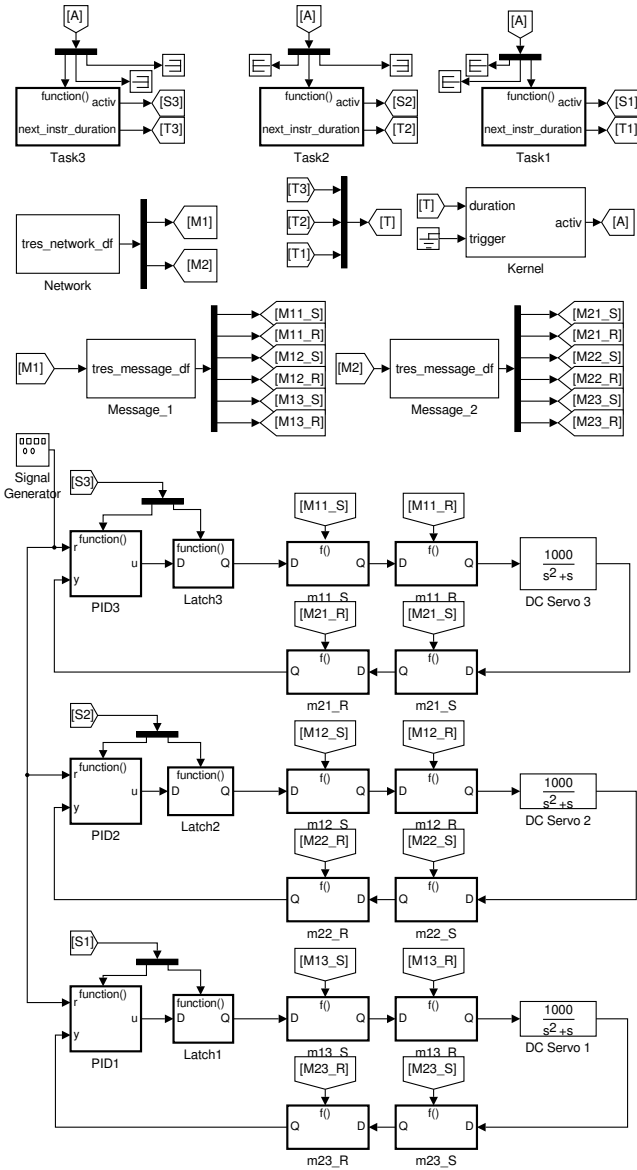 [A]
[A]
[A]
function()
activ
next_instr_duration
[S3]
[T3]
Task3
function()
activ
next_instr_duration
[S2]
[T2]
Task2
function()
activ
next_instr_duration
[S1]
[T1]
Task1
tres_network_df
Network
[M1]
[M2]
[T3]
[T2]
[T1]
[T]
[T]
duration
trigger
activ
Kernel
[A]
[M1]
tres_message_df
Message_1
[M11_S]
[M11_R]
[M12_S]
[M12_R]
[M13_S]
[M13_R]
[M2]
tres_message_df
Message_2
[M21_S]
[M21_R]
[M22_S]
[M22_R]
[M23_S]
[M23_R]
Signal
Generator
[S3]
function()
r
u
y
PID3
function()
D
Q
Latch3
[M11_S]
f()
D
Q
m11_S
[M11_R]
f()
D
Q
m11_R
1000
s2+s
DC Servo 3
[M21_R]
f()
Q
D
m21_R
[M21_S]
f()
Q
D
m21_S
[S2]
function()
r
u
y
PID2
function()
D
Q
Latch2
[M12_S]
f()
D
Q
m12_S
[M12_R]
f()
D
Q
m12_R
1000
s2+s
DC Servo 2
[M22_R]
f()
Q
D
m22_R
[M22_S]
f()
Q
D
m22_S
[S1]
function()
r
u
y
PID1
function()
D
Q
Latch1
[M13_S]
f()
D
Q
m13_S
[M13_R]
f()
D
Q
m13_R
1000
s2+s
DC Servo 1
[M23_R]
f()
Q
D
m23_R
[M23_S]
f()
Q
D
m23_S